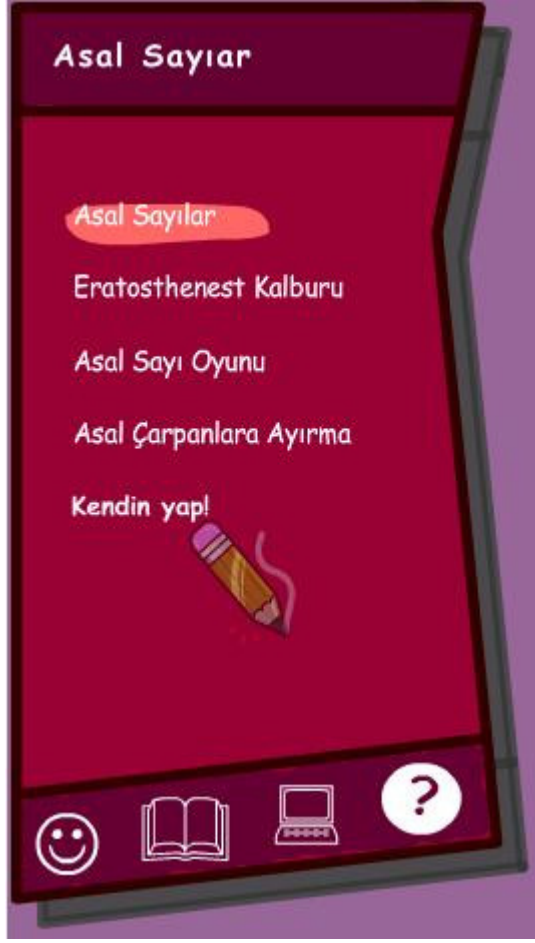 Asal Sayıar
Asal Sayılar
Eratosthenest Kalburu
Asal Sayı Oyunu
Asal Çarpanlara Ayırma
Kendin yap!
?